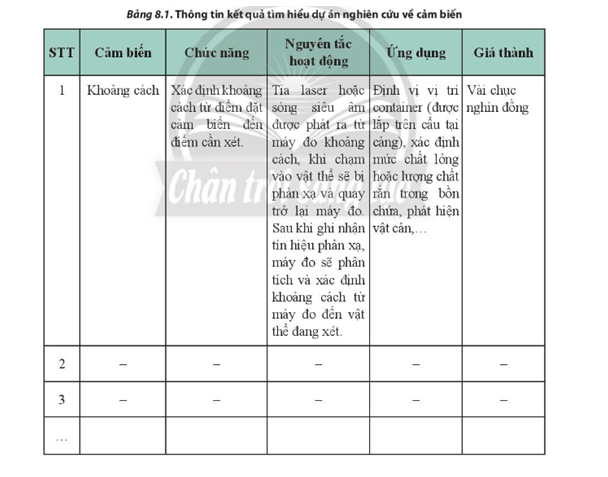 Bảng 8.1. Thông tin kết quả tìm hiểu dự án nghiên cứu về cảm biến
STT
Cảm biến
Chức năng
Nguyên tắc
hoạt động
Ứng dụng
Giá thành
1
Khoảng cách
Xác định khoảng
cách từ điểm đặt
cảm biến đến
điểm cần xét.
Tia laser hoặc
sóng siêu âm
được phát ra từ
máy đo khoảng
cách, khi chạm
vào vật thể sẽ bị
phản xạ và quay
trở lại máy đo.
Sau khi ghi nhận
tín hiệu phản xạ,
máy đo sẽ phân
tích và xác định
khoảng cách từ
máy đo đến vật
thể đang xét.
Định vị vị trí
container (được
lắp trên cẩu tại
cảng), xác định
mức chất lỏng
hoặc lượng chất
rắn trong bồn
chứa, phát hiện
vật cản,…
Vài chục
nghìn đồng
2
–
–
–
–
–
3
–
–
–
–
–
…
Chân trời sáng tạo